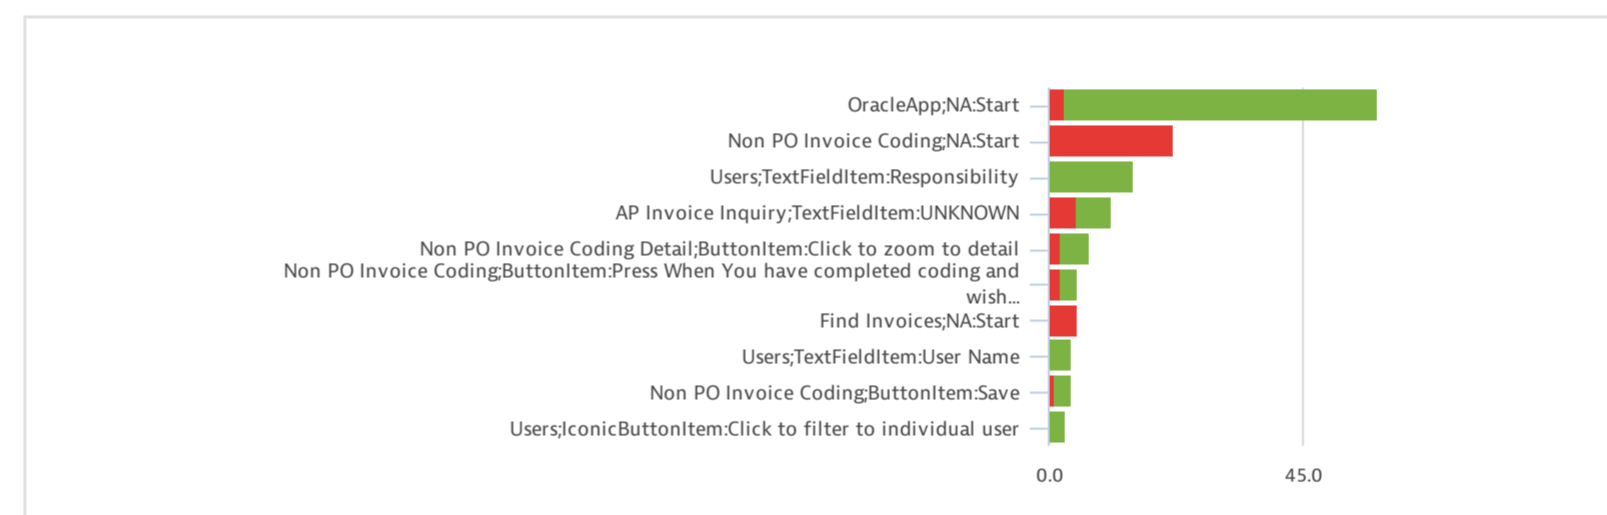 OracleApp;NA:Start
Non PO Invoice Coding;NA:Start
Users;TextFieldItem:Responsibility
AP Invoice Inquiry;TextFieldItem:UNKNOWN
Non PO Invoice Coding Detail;ButtonItem:Click to zoom to detail
Non PO Invoice Coding;ButtonItem:Press When You have completed coding and
wish...
Find Invoices;NA:Start
Users;TextFieldItem:User Name
Non PO Invoice Coding;ButtonItem:Save
Users;IconicButtonItem:Click to filter to individual user
0.0
45.0